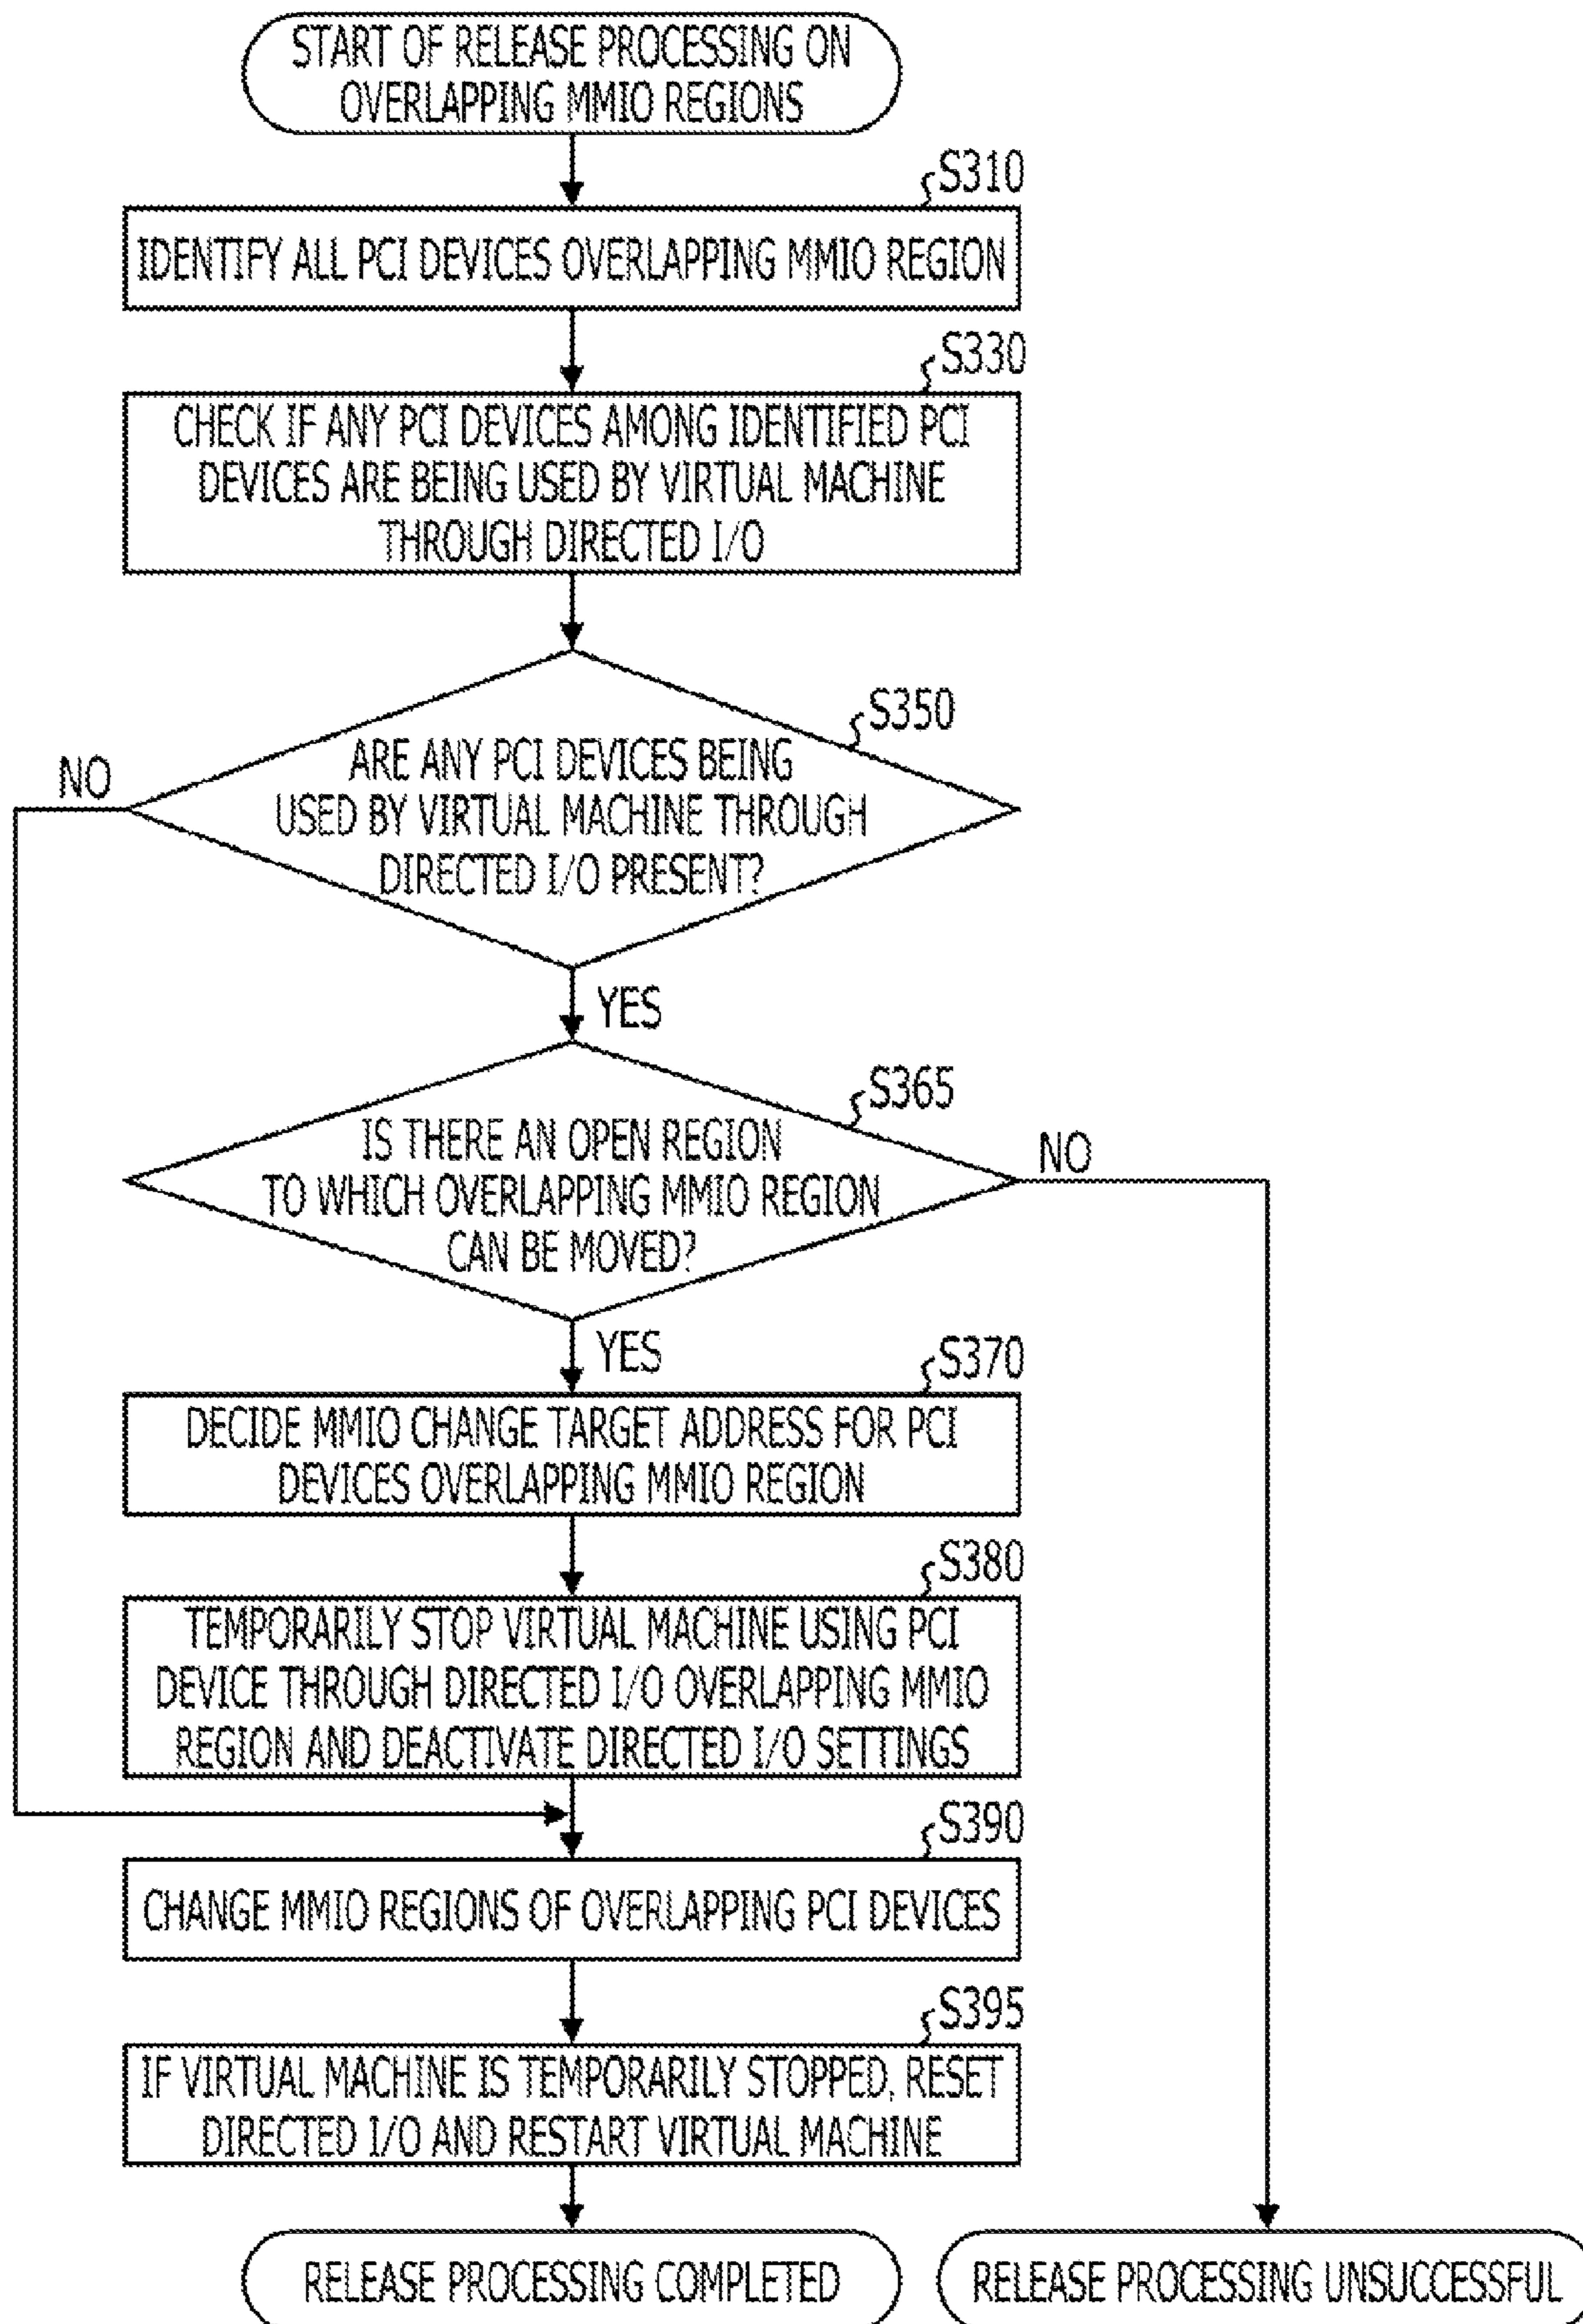 START OF RELEASE PROCESSING ON
OVERLAPPING MMIO REGIONS
S310
IDENTIFY ALL PCI DEVICES OVERLAPPING MMIO REGION
S330
CHECK IF ANY PCI DEVICES AMONG IDENTIFIED PCI
DEVICES ARE BEING USED BY VIRTUAL MACHINE
THROUGH DIRECTED I/O
S350
NO
ARE ANY PCI DEVICES BEING
USED BY VIRTUAL MACHINE THROUGH
DIRECTED I/O PRESENT?
YES
S365
NO
IS THERE AN OPEN REGION
TO WHICH OVERLAPPING MMIO REGION
CAN BE MOVED?
YES
S370
DECIDE MMIO CHANGE TARGET ADDRESS FOR PCI
DEVICES OVERLAPPING MMIO REGION
S380
TEMPORARILY STOP VIRTUAL MACHINE USING PCI
DEVICE THROUGH DIRECTED I/O OVERLAPPING MMIO
REGION AND DEACTIVATE DIRECTED I/O SETTINGS
S390
CHANGE MMIO REGIONS OF OVERLAPPING PCI DEVICES
S395
IF VIRTUAL MACHINE IS TEMPORARILY STOPPED, RESET
DIRECTED I/O AND RESTART VIRTUAL MACHINE
RELEASE PROCESSING COMPLETED
RELEASE PROCESSING UNSUCCESSFUL